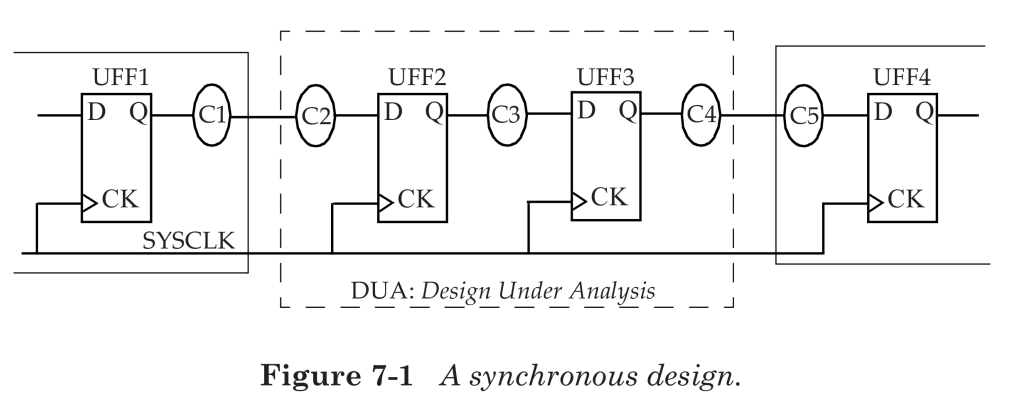 UFF1 UFF2 UFF3 UFF4
D Q C1 C2 D Q C3 D Q C4 C5 D Q
CK CK CK CK
SYSCLK
DUA: Design Under Analysis
Figure 7-1 A synchronous design.